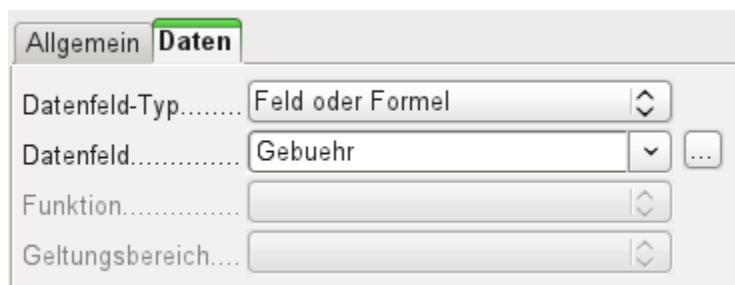 Allgemein Daten
Datenfeld-Typ........ Feld oder Formel
Datenfeld.............. Gebuehr ...
Funktion...............
Geltungsbereich....